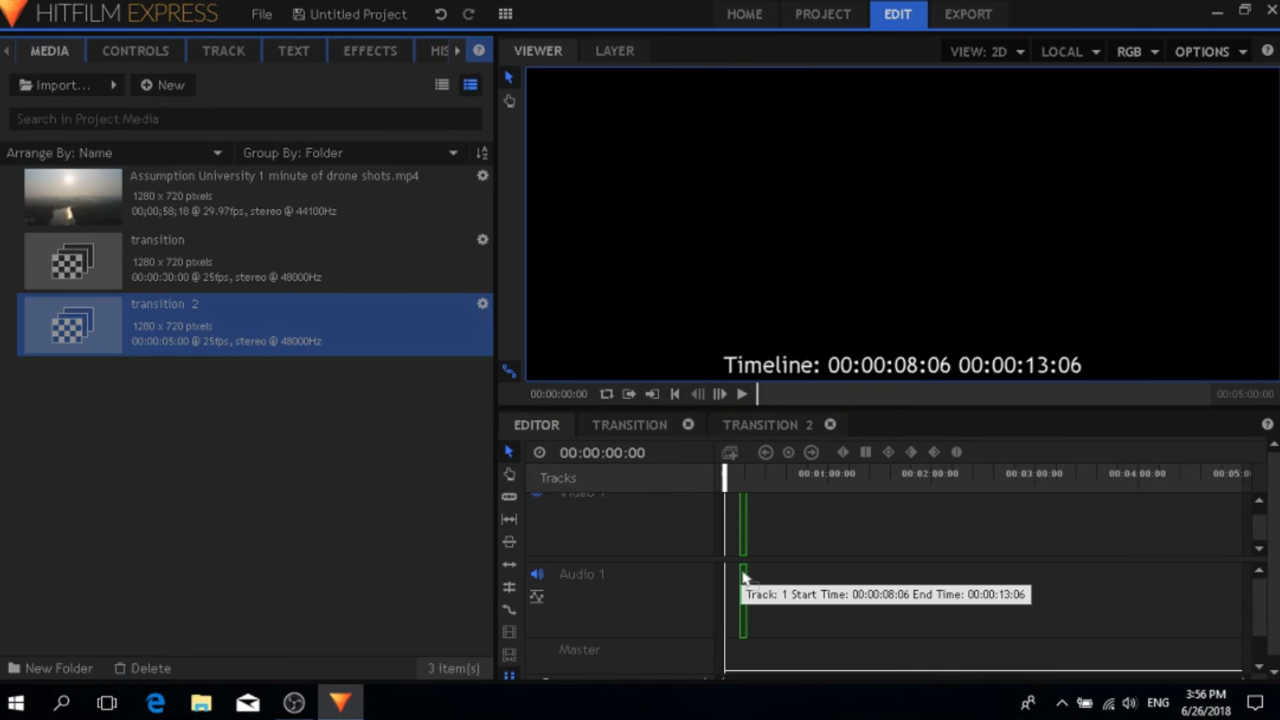 HITFILM EXPRESS File Untitled Project HOME PROJECT EDIT EXPORT
MEDIA CONTROLS TRACK TEXT EFFECTS HIS
VIEWER LAYER VIEW: 2D LOCAL RGB OPTIONS
Import... New
Search in Project Media
Arrange By: Name Group By: Folder
Assumption University 1 minute of drone shots.mp4
1280 x 720 pixels
00;00;58;18 @ 29.97fps, stereo @ 44100Hz
transition
1280 x 720 pixels
00:00:30:00 @ 25fps, stereo @ 48000Hz
transition 2
1280 x 720 pixels
00:00:05:00 @ 25fps, stereo @ 48000Hz
Timeline: 00:00:08:06 00:00:13:06
00:00:00:00 00:05:00:00
EDITOR TRANSITION TRANSITION 2
00:00:00:00
Tracks 00:01:00:00 00:02:00:00 00:03:00:00 00:04:00:00 00:05:0
Video 1
Audio 1
Track: 1 Start Time: 00:00:08:06 End Time: 00:00:13:06
Master
New Folder Delete 3 item(s)
ENG 3:56 PM
6/26/2018